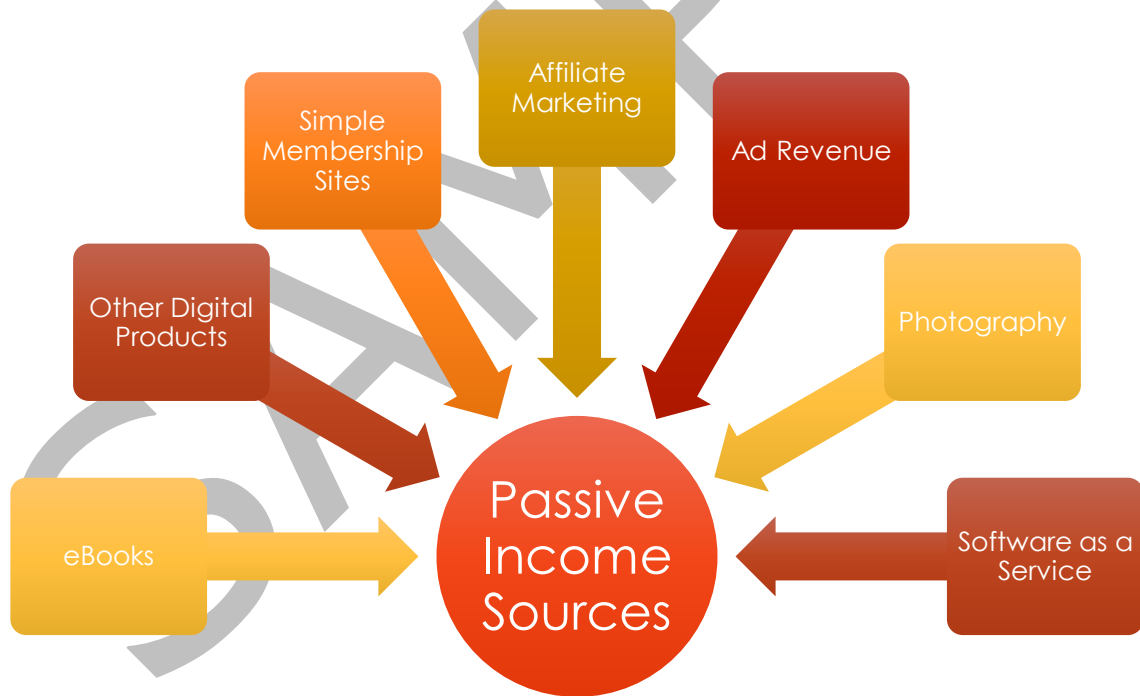 eBooks
Other Digital
Products
Simple
Membership
Sites
Affiliate
Marketing
Ad Revenue
Photography
Software as a
Service
Passive
Income
Sources